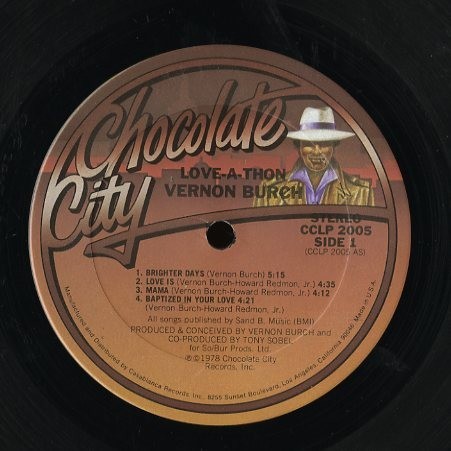 Chocolate
City
LOVE-A-THON
VERNON BURCH
STEREO
CCLP 2005
SIDE 1
(CCLP 2005 AS)
1. BRIGHTER DAYS (Vernon Burch) 5:15
2. LOVE IS (Vernon Burch-Howard Redmon, Jr.) 4:35
3. MAMA (Vernon Burch-Howard Redmon, Jr.) 4:12
4. BAPTIZED IN YOUR LOVE 4:21
(Vernon Burch-Howard Redmon, Jr.)
All songs published by Sand B. Music (BMI)
PRODUCED & CONCEIVED BY VERNON BURCH and
CO-PRODUCED BY TONY SOBEL
for So/Bur Prods. Ltd.
℗©1978 Chocolate City
Records, Inc.
Manufactured and Distributed by Casablanca Records, Inc., 8255 Sunset Boulevard, Los Angeles, California 90046 Made in U.S.A.